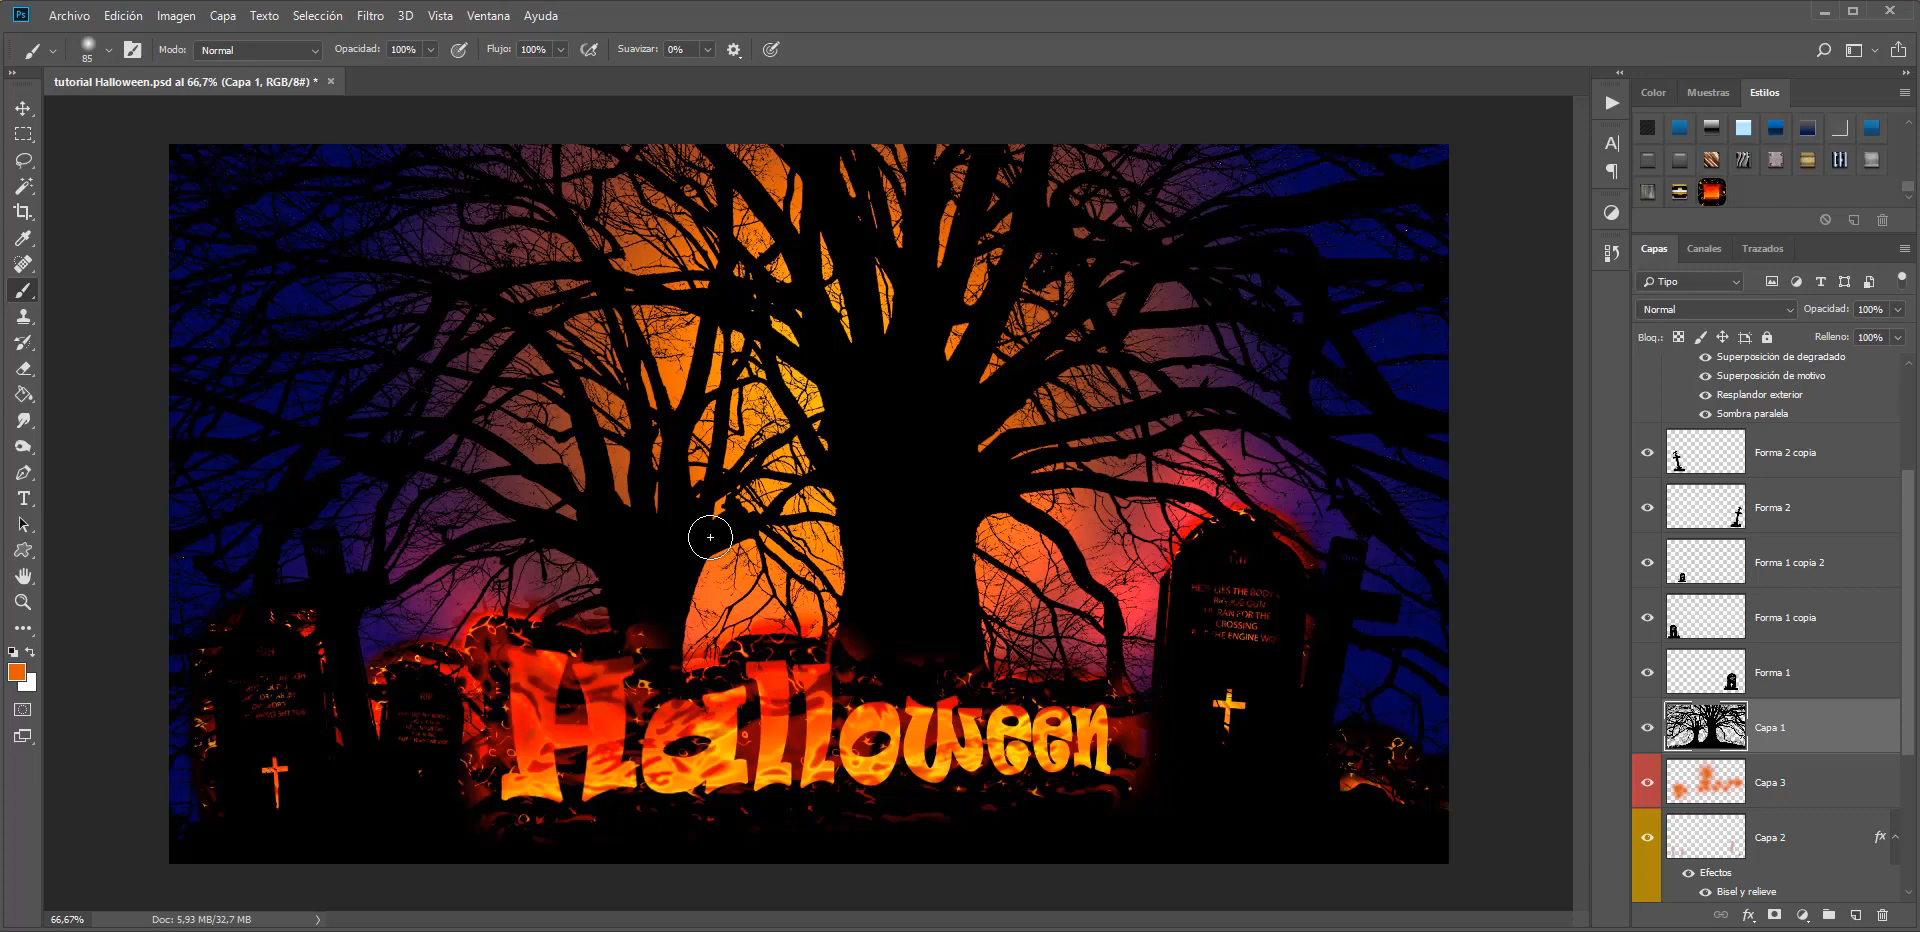 Ps Archivo Edición Imagen Capa Texto Selección Filtro 3D Vista Ventana Ayuda
85 Modo: Normal Opacidad: 100% Flujo: 100% Suavizar: 0%
tutorial Halloween.psd al 66,7% (Capa 1, RGB/8#) * ×
Color Muestras Estilos
Capas Canales Trazados
Tipo
Normal Opacidad: 100%
Bloq.: Relleno: 100%
Superposición de degradado
Superposición de motivo
Resplandor exterior
Sombra paralela
Forma 2 copia
Forma 2
Forma 1 copia 2
Forma 1 copia
Forma 1
Capa 1
Capa 3
Capa 2 fx
Efectos
Bisel y relieve
fx
CROSSING
Halloween
66,67% Doc: 5,93 MB/32,7 MB